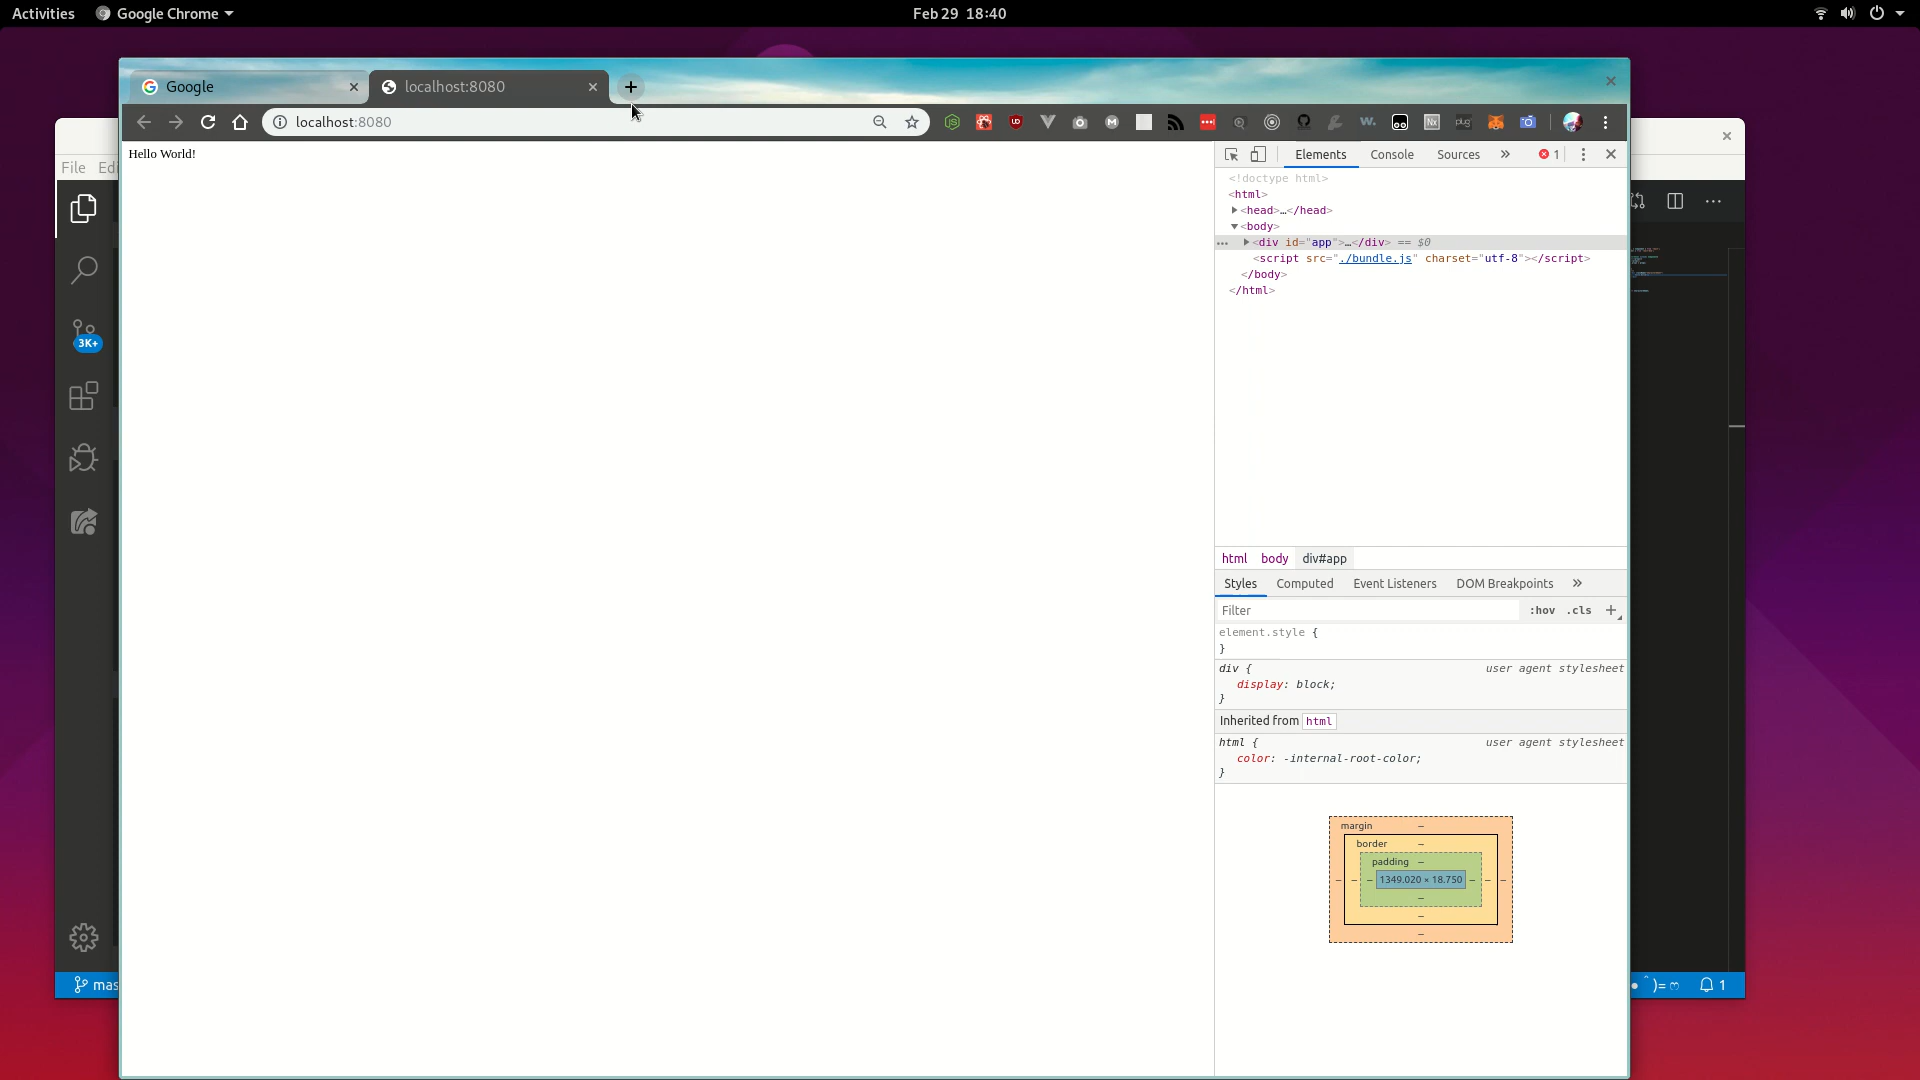 Activities Google Chrome Feb 29 18:40
Google localhost:8080
localhost:8080
File
Hello World!
Elements Console Sources 1
<!doctype html>
<html>
<head>…</head>
<body>
<div id="app">…</div> == $0
<script src="./bundle.js" charset="utf-8"></script>
</body>
</html>
3K+
html body div#app
Styles Computed Event Listeners DOM Breakpoints
Filter :hov .cls
element.style {
}
div { user agent stylesheet
display: block;
}
Inherited from html
html { user agent stylesheet
color: -internal-root-color;
}
margin –
border –
padding –
– – – 1349.020 × 18.750 – – –
–
–
–
1